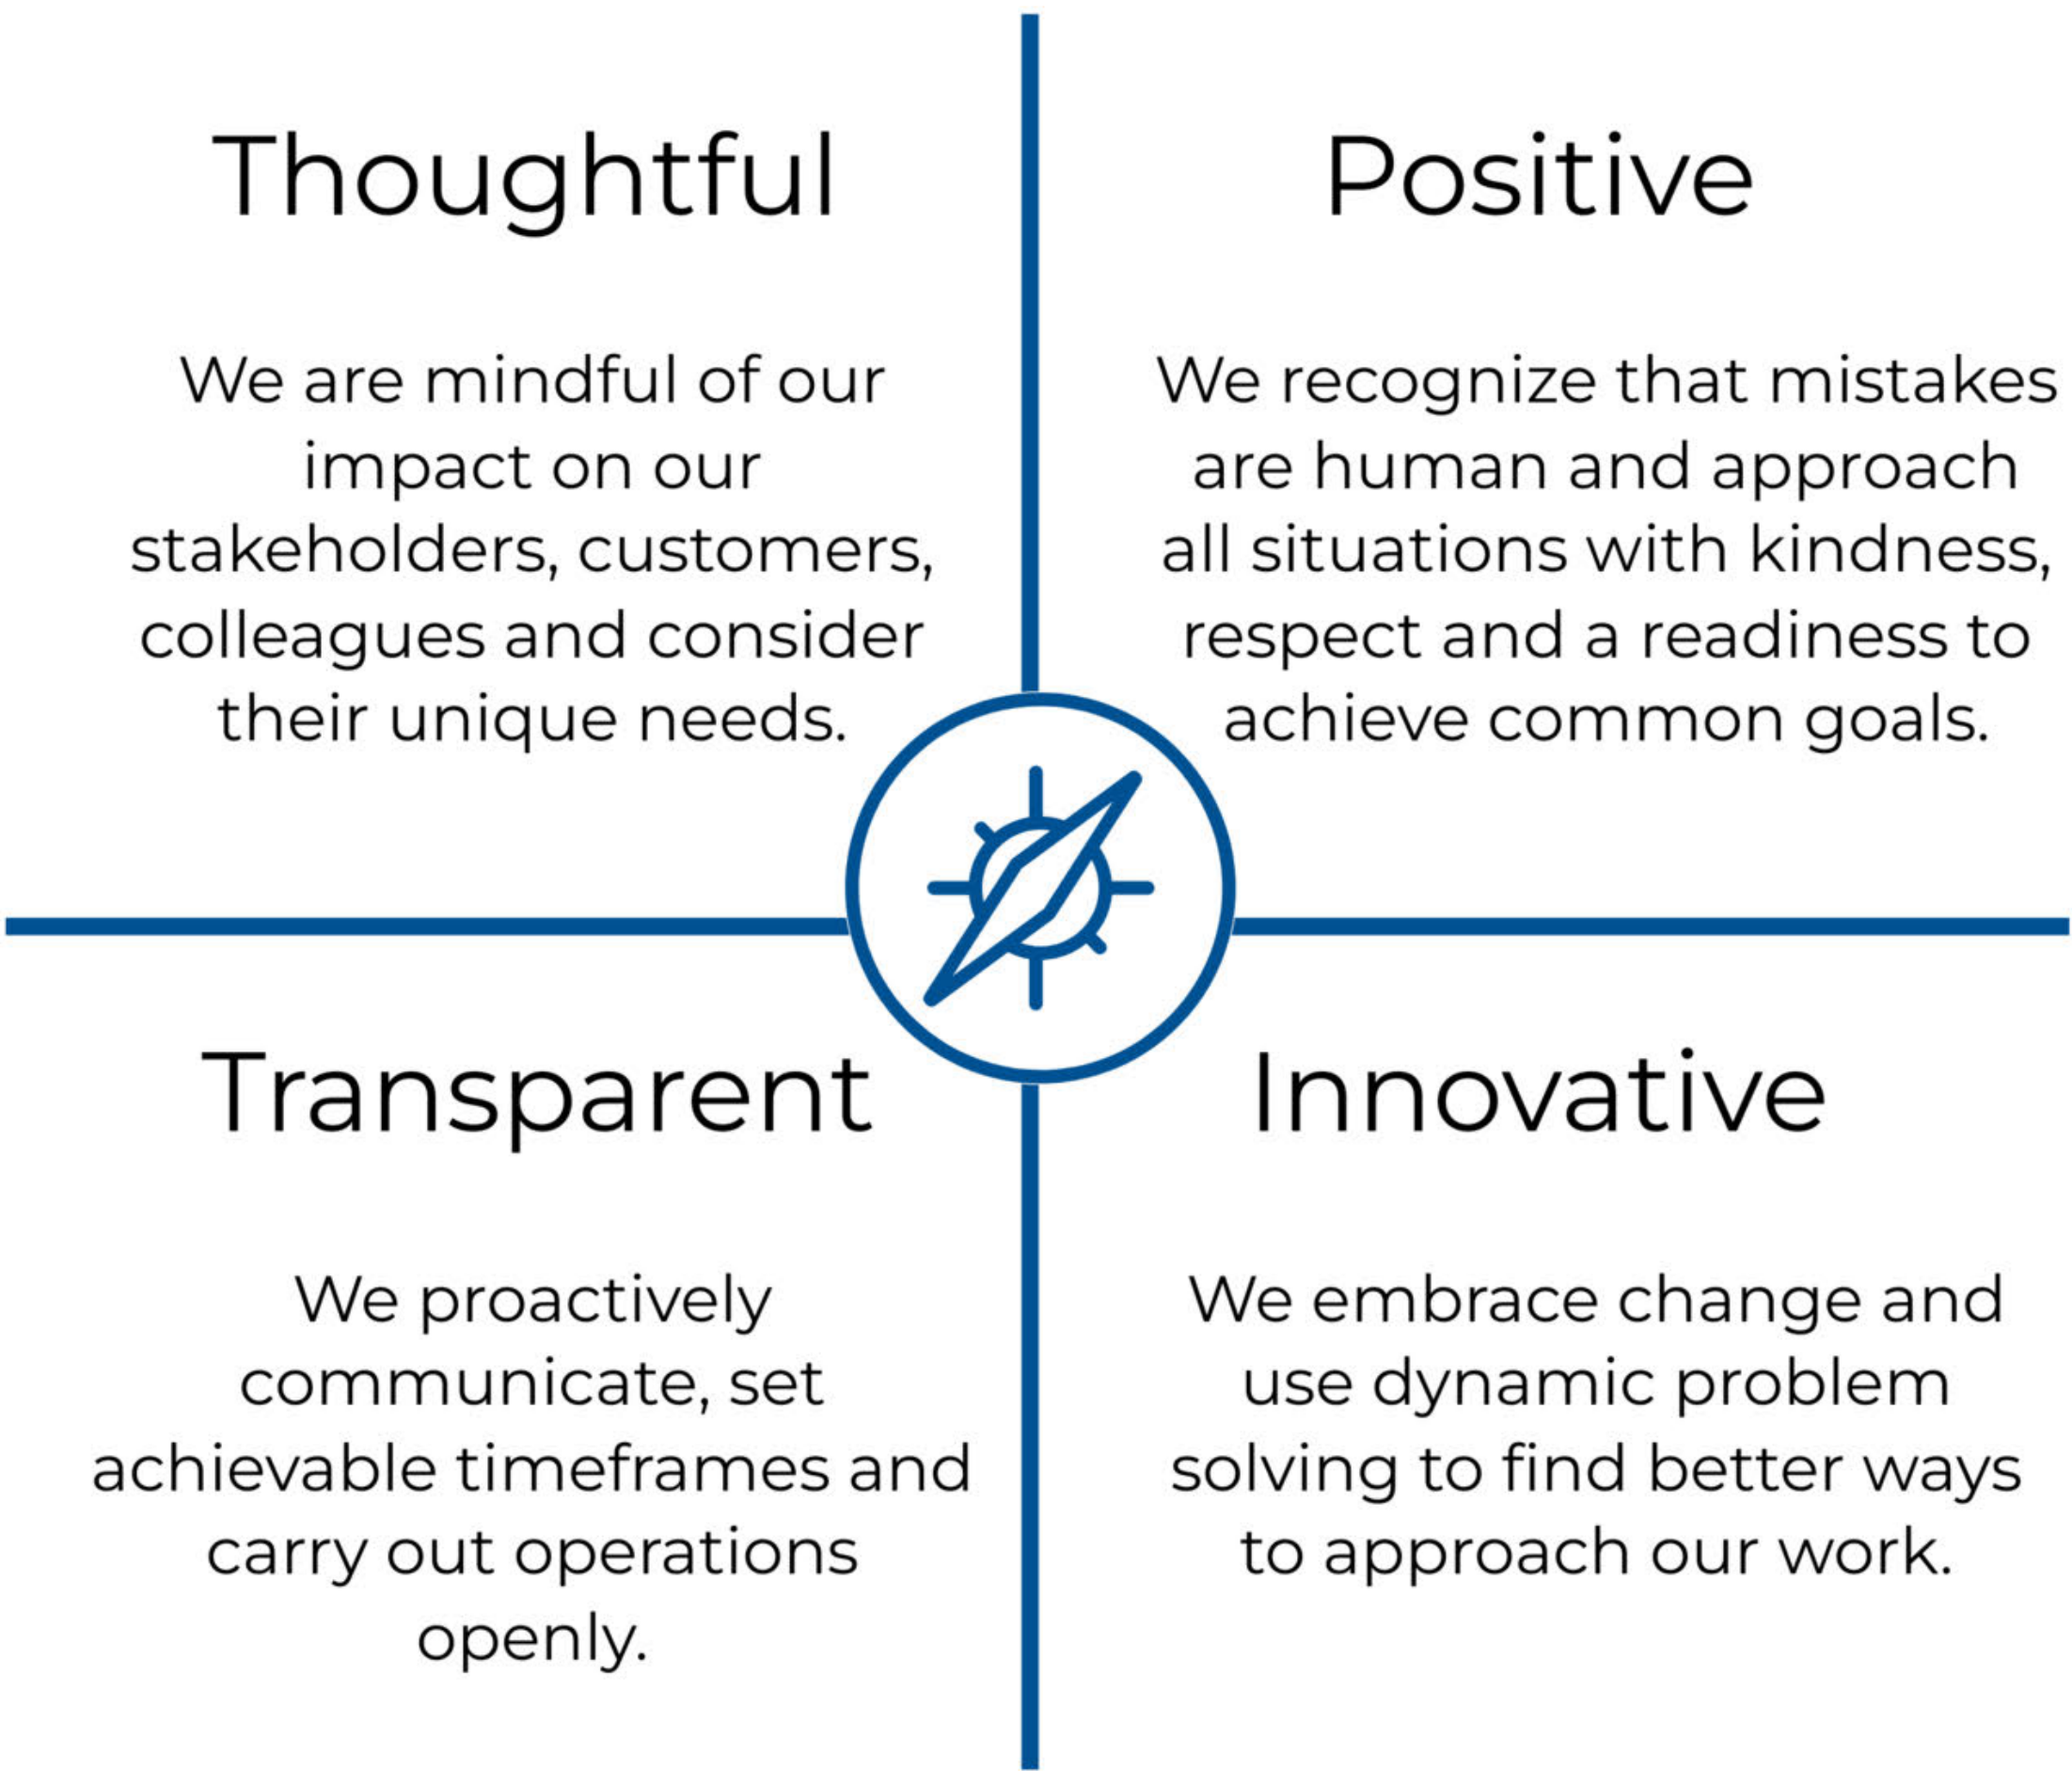 Thoughtful
We are mindful of our
impact on our
stakeholders, customers,
colleagues and consider
their unique needs.
Positive
We recognize that mistakes
are human and approach
all situations with kindness,
respect and a readiness to
achieve common goals.
Transparent
We proactively
communicate, set
achievable timeframes and
carry out operations
openly.
Innovative
We embrace change and
use dynamic problem
solving to find better ways
to approach our work.